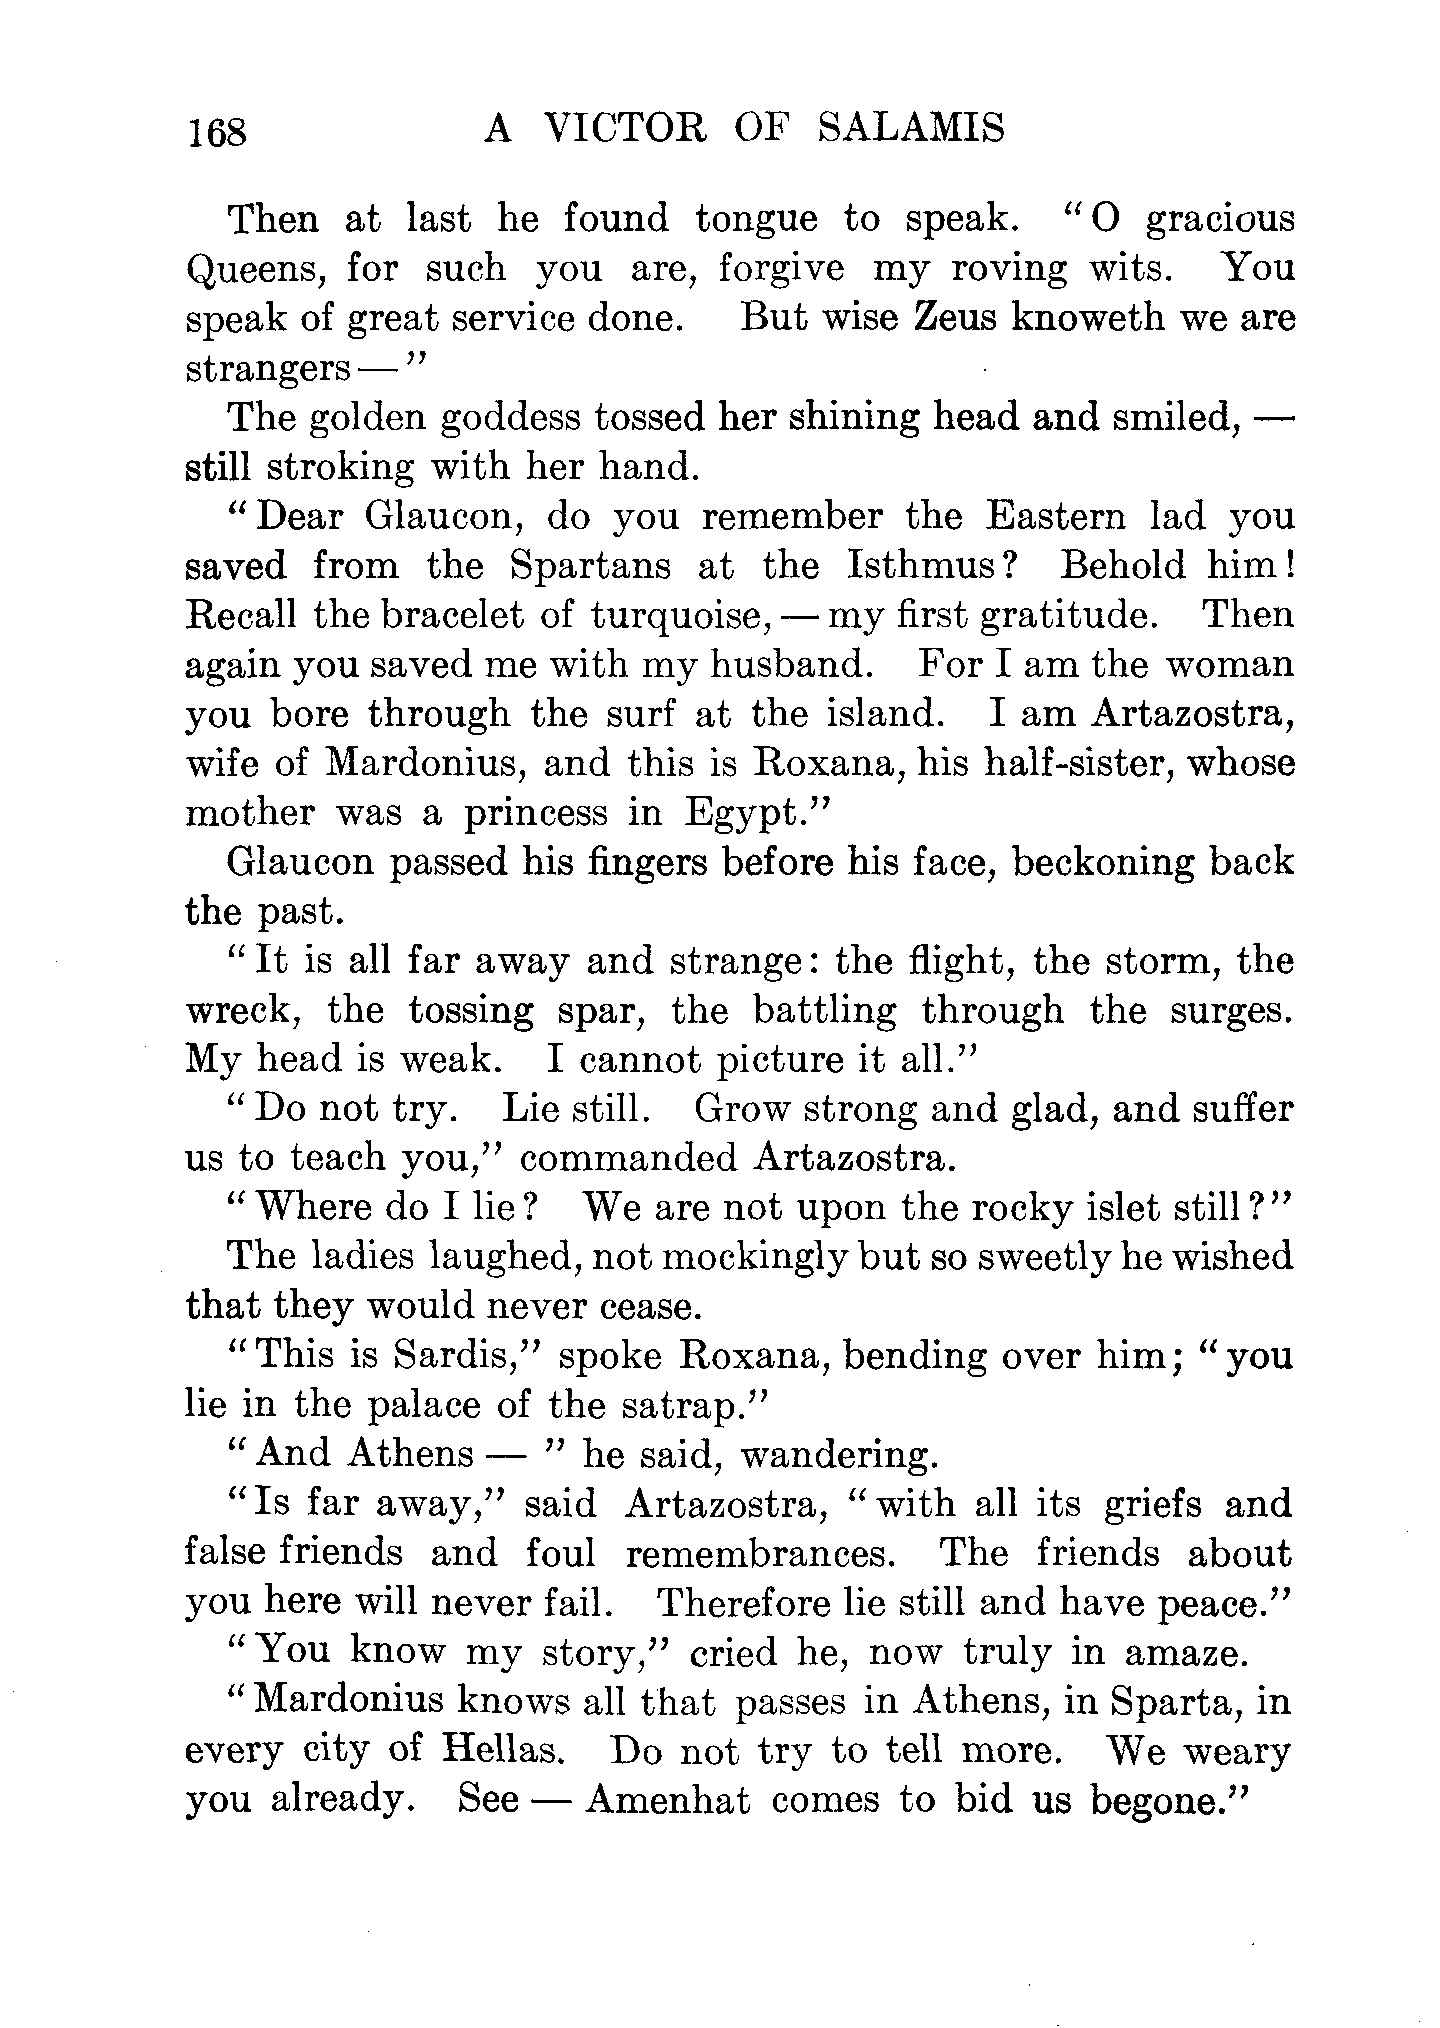 168 A VICTOR OF SALAMIS
Then at last he found tongue to speak. “O gracious
Queens, for such you are, forgive my roving wits. You
speak of great service done. But wise Zeus knoweth we are
strangers—”
The golden goddess tossed her shining head and smiled, —
still stroking with her hand.
“Dear Glaucon, do you remember the Eastern lad you
saved from the Spartans at the Isthmus? Behold him!
Recall the bracelet of turquoise, — my first gratitude. Then
again you saved me with my husband. For I am the woman
you bore through the surf at the island. I am Artazostra,
wife of Mardonius, and this is Roxana, his half-sister, whose
mother was a princess in Egypt.”
Glaucon passed his fingers before his face, beckoning back
the past.
“It is all far away and strange: the flight, the storm, the
wreck, the tossing spar, the battling through the surges.
My head is weak. I cannot picture it all.”
“Do not try. Lie still. Grow strong and glad, and suffer
us to teach you,” commanded Artazostra.
“Where do I lie? We are not upon the rocky islet still?”
The ladies laughed, not mockingly but so sweetly he wished
that they would never cease.
“This is Sardis,” spoke Roxana, bending over him; “you
lie in the palace of the satrap.”
“And Athens — ” he said, wandering.
“Is far away,” said Artazostra, “with all its griefs and
false friends and foul remembrances. The friends about
you here will never fail. Therefore lie still and have peace.”
“You know my story,” cried he, now truly in amaze.
“Mardonius knows all that passes in Athens, in Sparta, in
every city of Hellas. Do not try to tell more. We weary
you already. See — Amenhat comes to bid us begone.”